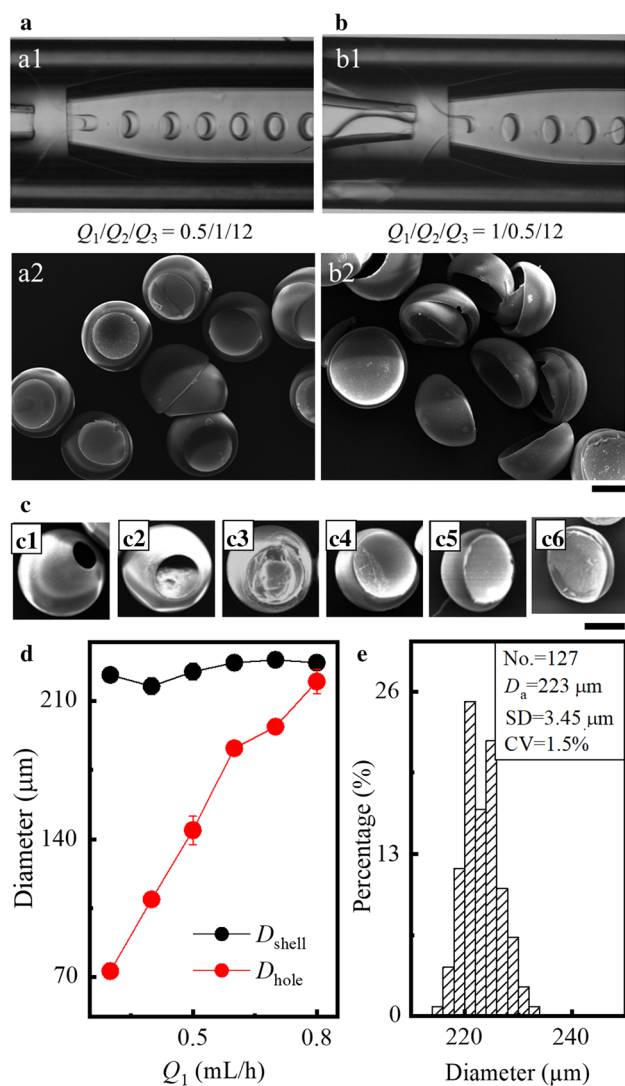 a
b
a1
b1
Q₁/Q₂/Q₃ = 0.5/1/12
Q₁/Q₂/Q₃ = 1/0.5/12
a2
b2
c
c1
c2
c3
c4
c5
c6
d
e
210
140
70
Diameter (μm)
D_shell
D_hole
0.5
0.8
Q₁ (mL/h)
No.=127
Dₐ=223 μm
SD=3.45 μm
CV=1.5%
26
13
0
Percentage (%)
220
240
Diameter (μm)